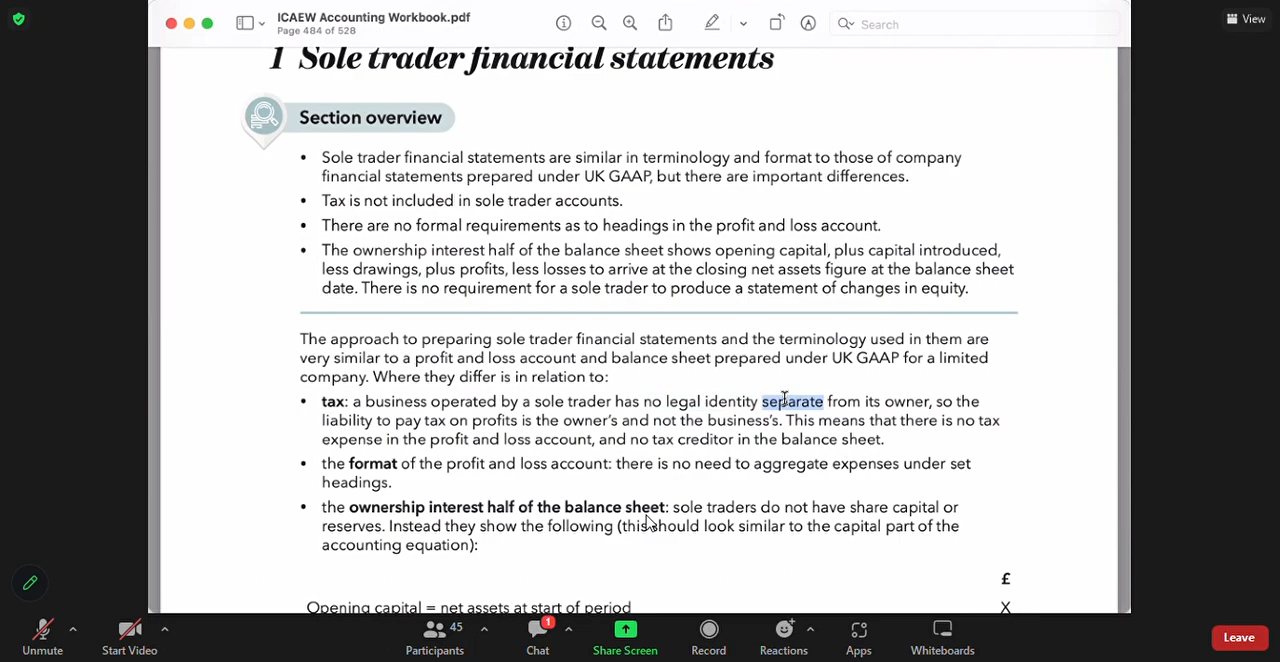 ICAEW Accounting Workbook.pdf
Page 484 of 528
Search
View
1 Sole trader financial statements
Section overview
• Sole trader financial statements are similar in terminology and format to those of company
financial statements prepared under UK GAAP, but there are important differences.
• Tax is not included in sole trader accounts.
• There are no formal requirements as to headings in the profit and loss account.
• The ownership interest half of the balance sheet shows opening capital, plus capital introduced,
less drawings, plus profits, less losses to arrive at the closing net assets figure at the balance sheet
date. There is no requirement for a sole trader to produce a statement of changes in equity.
The approach to preparing sole trader financial statements and the terminology used in them are
very similar to a profit and loss account and balance sheet prepared under UK GAAP for a limited
company. Where they differ is in relation to:
• tax: a business operated by a sole trader has no legal identity separate from its owner, so the
liability to pay tax on profits is the owner's and not the business's. This means that there is no tax
expense in the profit and loss account, and no tax creditor in the balance sheet.
• the format of the profit and loss account: there is no need to aggregate expenses under set
headings.
• the ownership interest half of the balance sheet: sole traders do not have share capital or
reserves. Instead they show the following (this should look similar to the capital part of the
accounting equation):
£
Opening capital = net assets at start of period X
Unmute
Start Video
Participants 45
Chat 1
Share Screen
Record
Reactions
Apps
Whiteboards
Leave